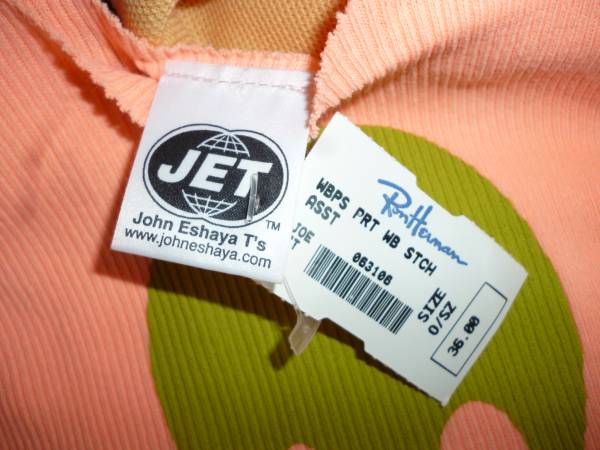 JET
TM
John Eshaya T's
www.johneshaya.com
Ron Herman
WBPS PRT WB STCH
ASST
JOE
063106
SIZE
O/SZ
36.00